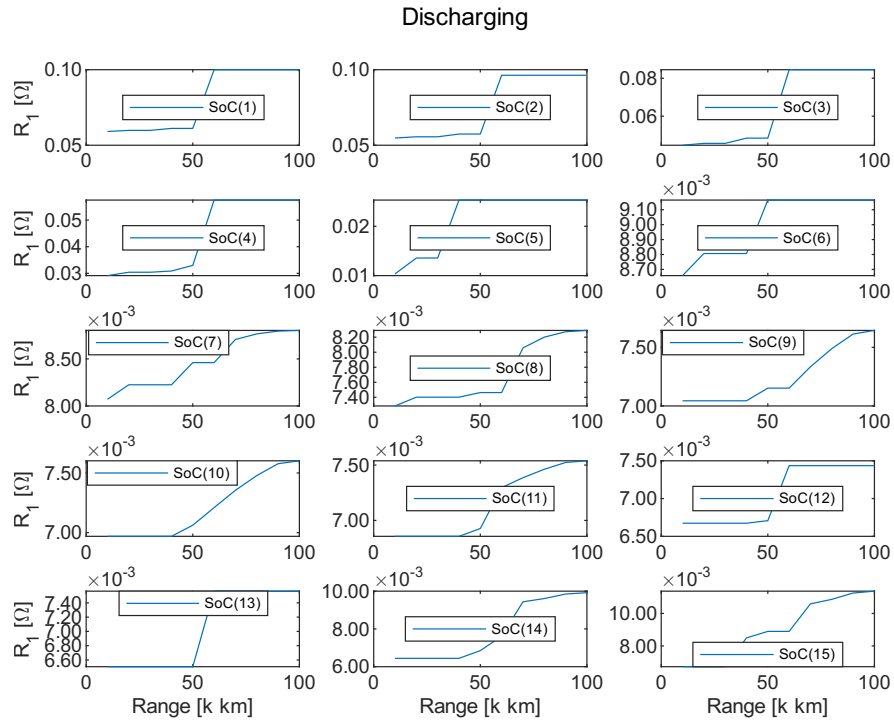 Discharging
0.10
0.05
R₁ [Ω]
SoC(1)
0 50 100
0.10
0.05
SoC(2)
0 50 100
0.08
0.06
SoC(3)
0 50 100
0.05
0.04
0.03
R₁ [Ω]
SoC(4)
0 50 100
0.02
0.01
SoC(5)
0 50 100
×10⁻³
9.10
9.00
8.90
8.80
8.70
SoC(6)
0 50 100
×10⁻³
8.50
8.00
R₁ [Ω]
SoC(7)
0 50 100
×10⁻³
8.20
8.00
7.80
7.60
7.40
SoC(8)
0 50 100
×10⁻³
7.50
7.00
SoC(9)
0 50 100
×10⁻³
7.50
7.00
R₁ [Ω]
SoC(10)
0 50 100
×10⁻³
7.50
7.00
SoC(11)
0 50 100
×10⁻³
7.50
7.00
6.50
SoC(12)
0 50 100
×10⁻³
7.40
7.20
7.00
6.80
6.60
R₁ [Ω]
SoC(13)
0 50 100
Range [k km]
×10⁻³
10.00
8.00
6.00
SoC(14)
0 50 100
Range [k km]
×10⁻³
10.00
8.00
SoC(15)
0 50 100
Range [k km]